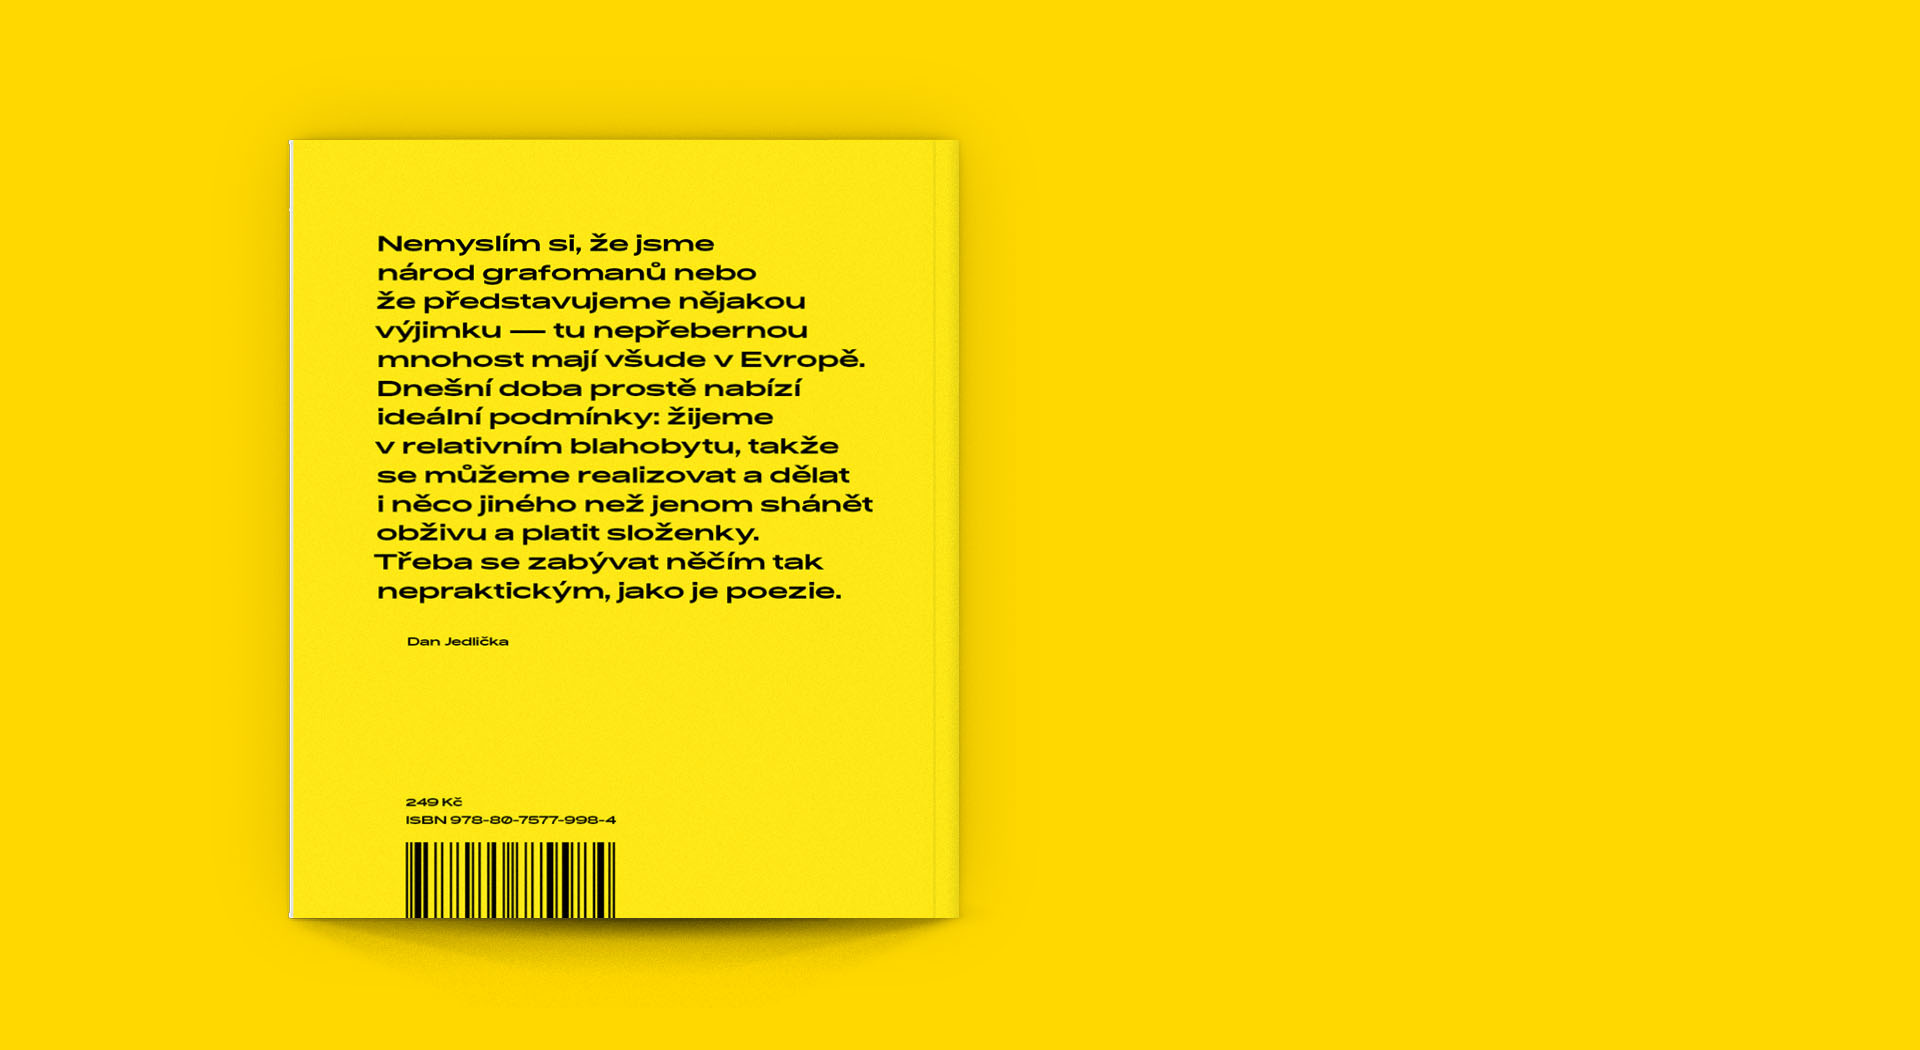 Nemyslím si, že jsme
národ grafomanů nebo
že představujeme nějakou
výjimku — tu nepřebernou
mnohost mají všude v Evropě.
Dnešní doba prostě nabízí
ideální podmínky: žijeme
v relativním blahobytu, takže
se můžeme realizovat a dělat
i něco jiného než jenom shánět
obživu a platit složenky.
Třeba se zabývat něčím tak
nepraktickým, jako je poezie.
Dan Jedlička
249 Kč
ISBN 978-80-7577-998-4